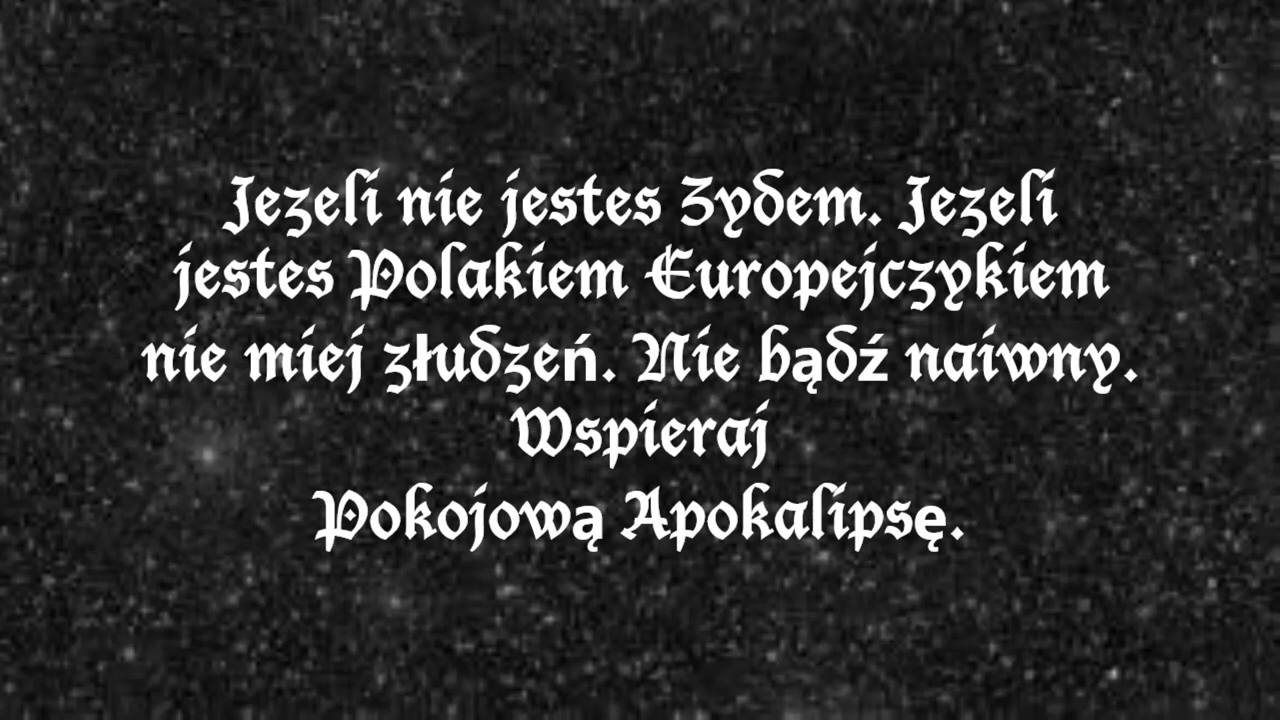 Jezeli nie jestes Zydem. Jezeli
jestes Polakiem Europejczykiem
nie miej złudzeń. Nie bądź naiwny.
Wspieraj
Pokojową Apokalipsę.